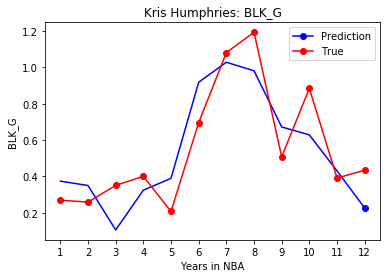 Kris Humphries: BLK_G
Prediction
True
BLK_G
1.2
1.0
0.8
0.6
0.4
0.2
1 2 3 4 5 6 7 8 9 10 11 12
Years in NBA